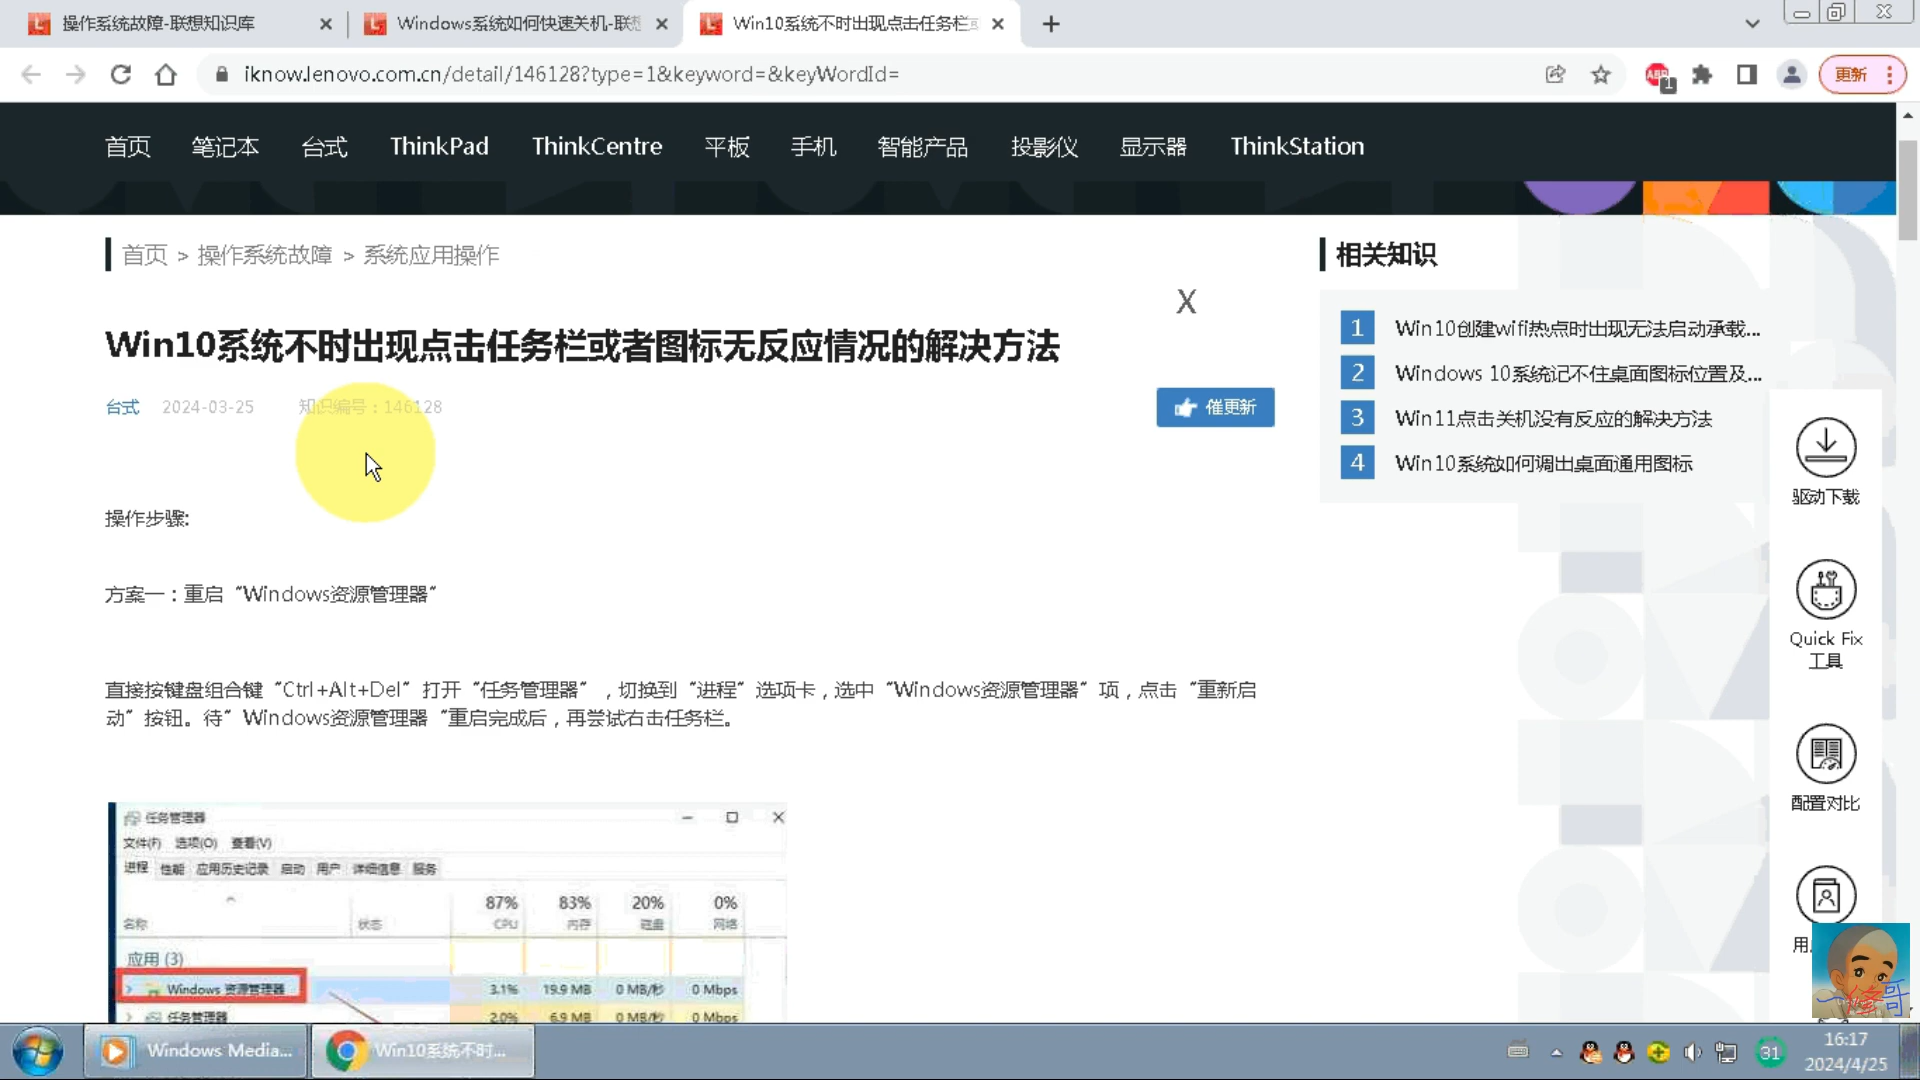 操作系统故障-联想知识库
Windows系统如何快速关机-联想
Win10系统不时出现点击任务栏或
iknow.lenovo.com.cn/detail/146128?type=1&keyword=&keyWordId=
ABP 1
更新
首页 笔记本 台式 ThinkPad ThinkCentre 平板 手机 智能产品 投影仪 显示器 ThinkStation
首页 > 操作系统故障 > 系统应用操作
X
Win10系统不时出现点击任务栏或者图标无反应情况的解决方法
台式 2024-03-25 知识编号：146128
催更新
操作步骤:
方案一：重启“Windows资源管理器”
直接按键盘组合键“Ctrl+Alt+Del”打开“任务管理器”，切换到“进程”选项卡，选中“Windows资源管理器”项，点击“重新启
动”按钮。待”Windows资源管理器“重启完成后，再尝试右击任务栏。
任务管理器
文件(F) 选项(O) 查看(V)
进程 性能 应用历史记录 启动 用户 详细信息 服务
87% 83% 20% 0%
名称 状态 CPU 内存 磁盘 网络
应用 (3)
Windows 资源管理器 3.1% 19.9 MB 0 MB/秒 0 Mbps
任务管理器 2.0% 6.9 MB 0 MB/秒 0 Mbps
相关知识
1 Win10创建wifi热点时出现无法启动承载...
2 Windows 10系统记不住桌面图标位置及...
3 Win11点击关机没有反应的解决方法
4 Win10系统如何调出桌面通用图标
驱动下载
Quick Fix
工具
配置对比
用
一修哥
Windows Media...
Win10系统不时...
31
16:17
2024/4/25